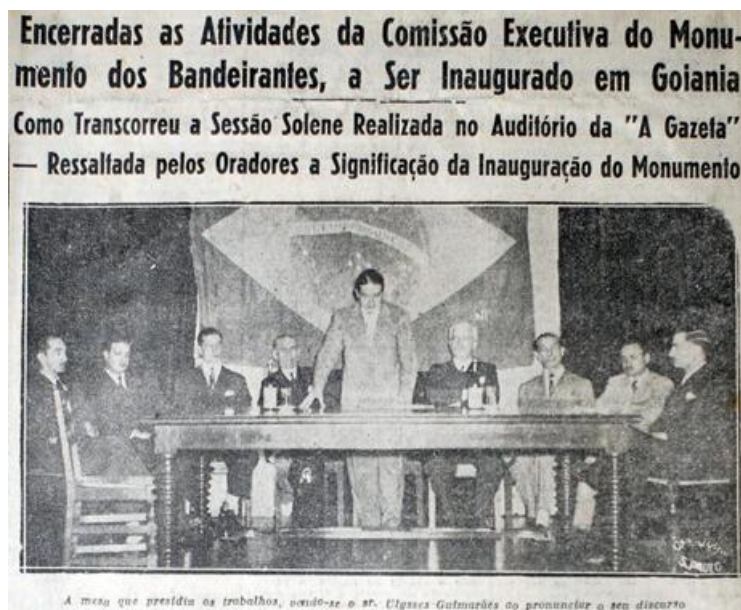 Encerradas as Atividades da Comissão Executiva do Monu-
mento dos Bandeirantes, a Ser Inaugurado em Goiania
Como Transcorreu a Sessão Solene Realizada no Auditório da "A Gazeta"
— Ressaltada pelos Oradores a Significação da Inauguração do Monumento
A mesa que presidiu os trabalhos, vendo-se o sr. Ulysses Guimarães ao pronunciar o seu discurso